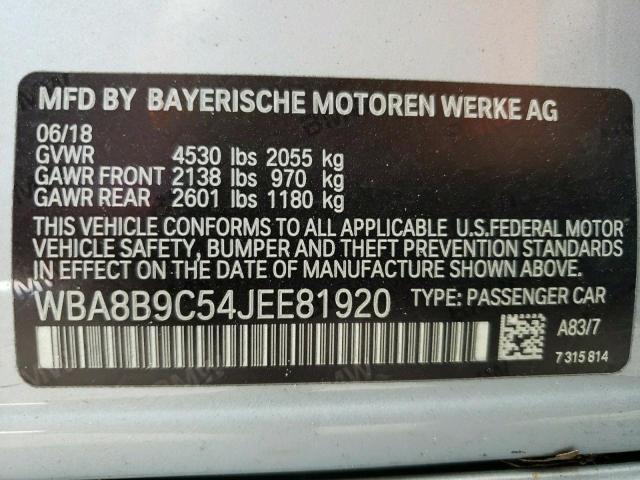 MFD BY BAYERISCHE MOTOREN WERKE AG
06/18
GVWR 4530 lbs 2055 kg
GAWR FRONT 2138 lbs 970 kg
GAWR REAR 2601 lbs 1180 kg
THIS VEHICLE CONFORMS TO ALL APPLICABLE U.S.FEDERAL MOTOR
VEHICLE SAFETY, BUMPER AND THEFT PREVENTION STANDARDS
IN EFFECT ON THE DATE OF MANUFACTURE SHOWN ABOVE.
WBA8B9C54JEE81920 TYPE: PASSENGER CAR
A83/7
7 315 814